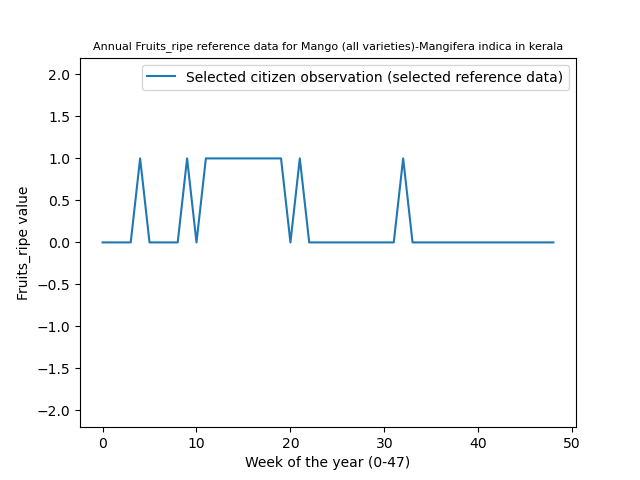 Annual Fruits_ripe reference data for Mango (all varieties)-Mangifera indica in kerala
Selected citizen observation (selected reference data)
2.0
1.5
1.0
0.5
0.0
−0.5
−1.0
−1.5
−2.0
Fruits_ripe value
0 10 20 30 40 50
Week of the year (0-47)